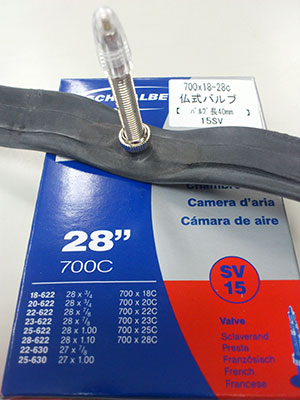 CHWALBE
700x18-28c
仏式バルブ
【 バルブ長40mm 】
15SV
Chambre
Camera d'aria
Cámara de aire
28"
700C
SV
15
18-622 28 x 3/4 700 x 18C
20-622 28 x 3/4 700 x 20C
22-622 28 x 7/8 700 x 22C
23-622 28 x 7/8 700 x 23C
25-622 28 x 1.00 700 x 25C
28-622 28 x 1.10 700 x 28C
22-630 27 x 7/8
25-630 27 x 1.00
Valve
Sclaverand
Presta
Französisch
French
Francese